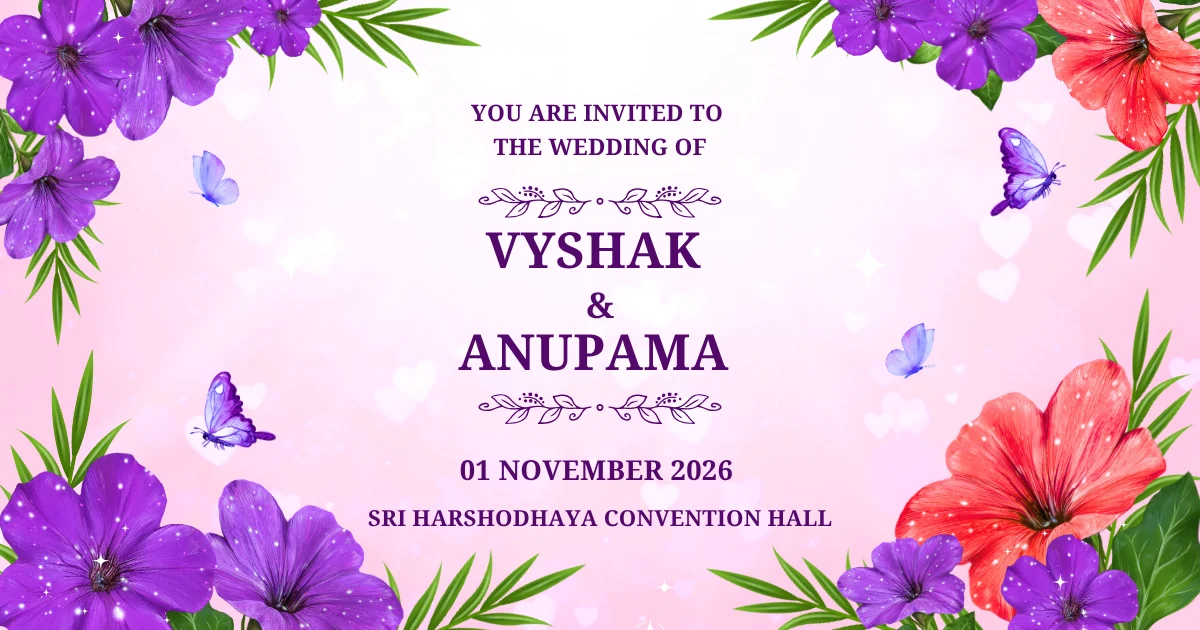 YOU ARE INVITED TO
THE WEDDING OF
VYSHAK
&
ANUPAMA
01 NOVEMBER 2026
SRI HARSHODHAYA CONVENTION HALL